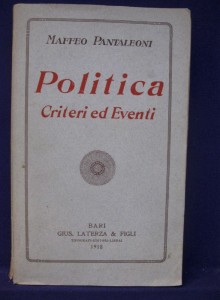 MAFFEO PANTALEONI
Politica
Criteri ed Eventi
BARI
GIUS. LATERZA & FIGLI
1918